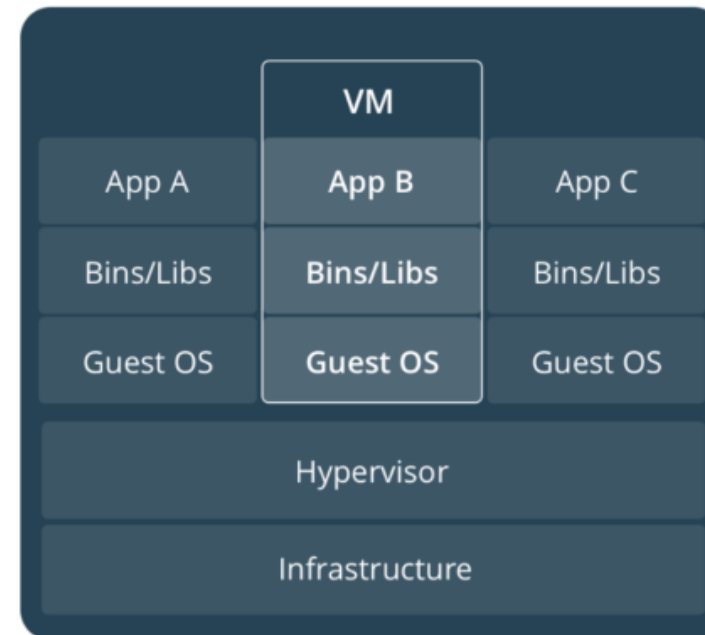 VM
App A App B App C
Bins/Libs Bins/Libs Bins/Libs
Guest OS Guest OS Guest OS
Hypervisor
Infrastructure